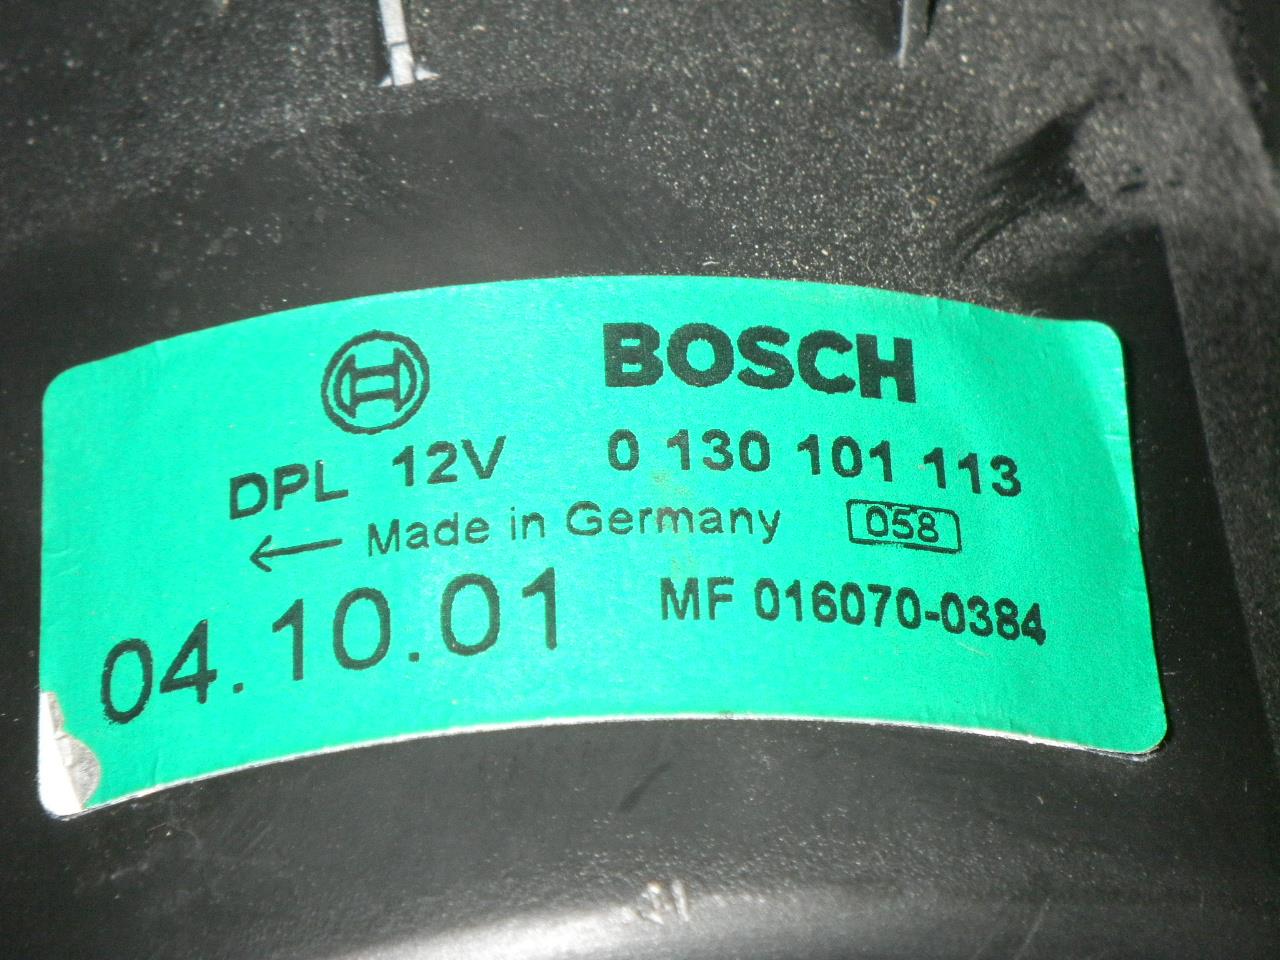 BOSCH
DPL 12V 0 130 101 113
← Made in Germany 058
04.10.01 MF 016070-0384